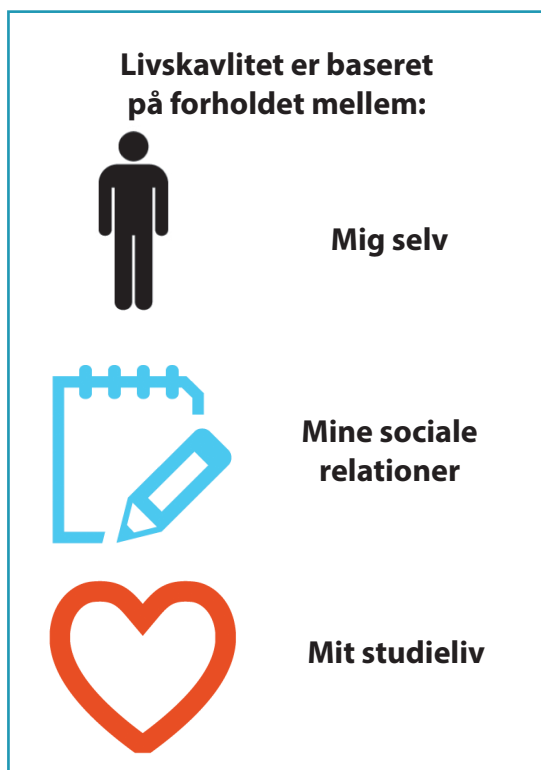 Livskavlitet er baseret
på forholdet mellem:
Mig selv
Mine sociale
relationer
Mit studieliv